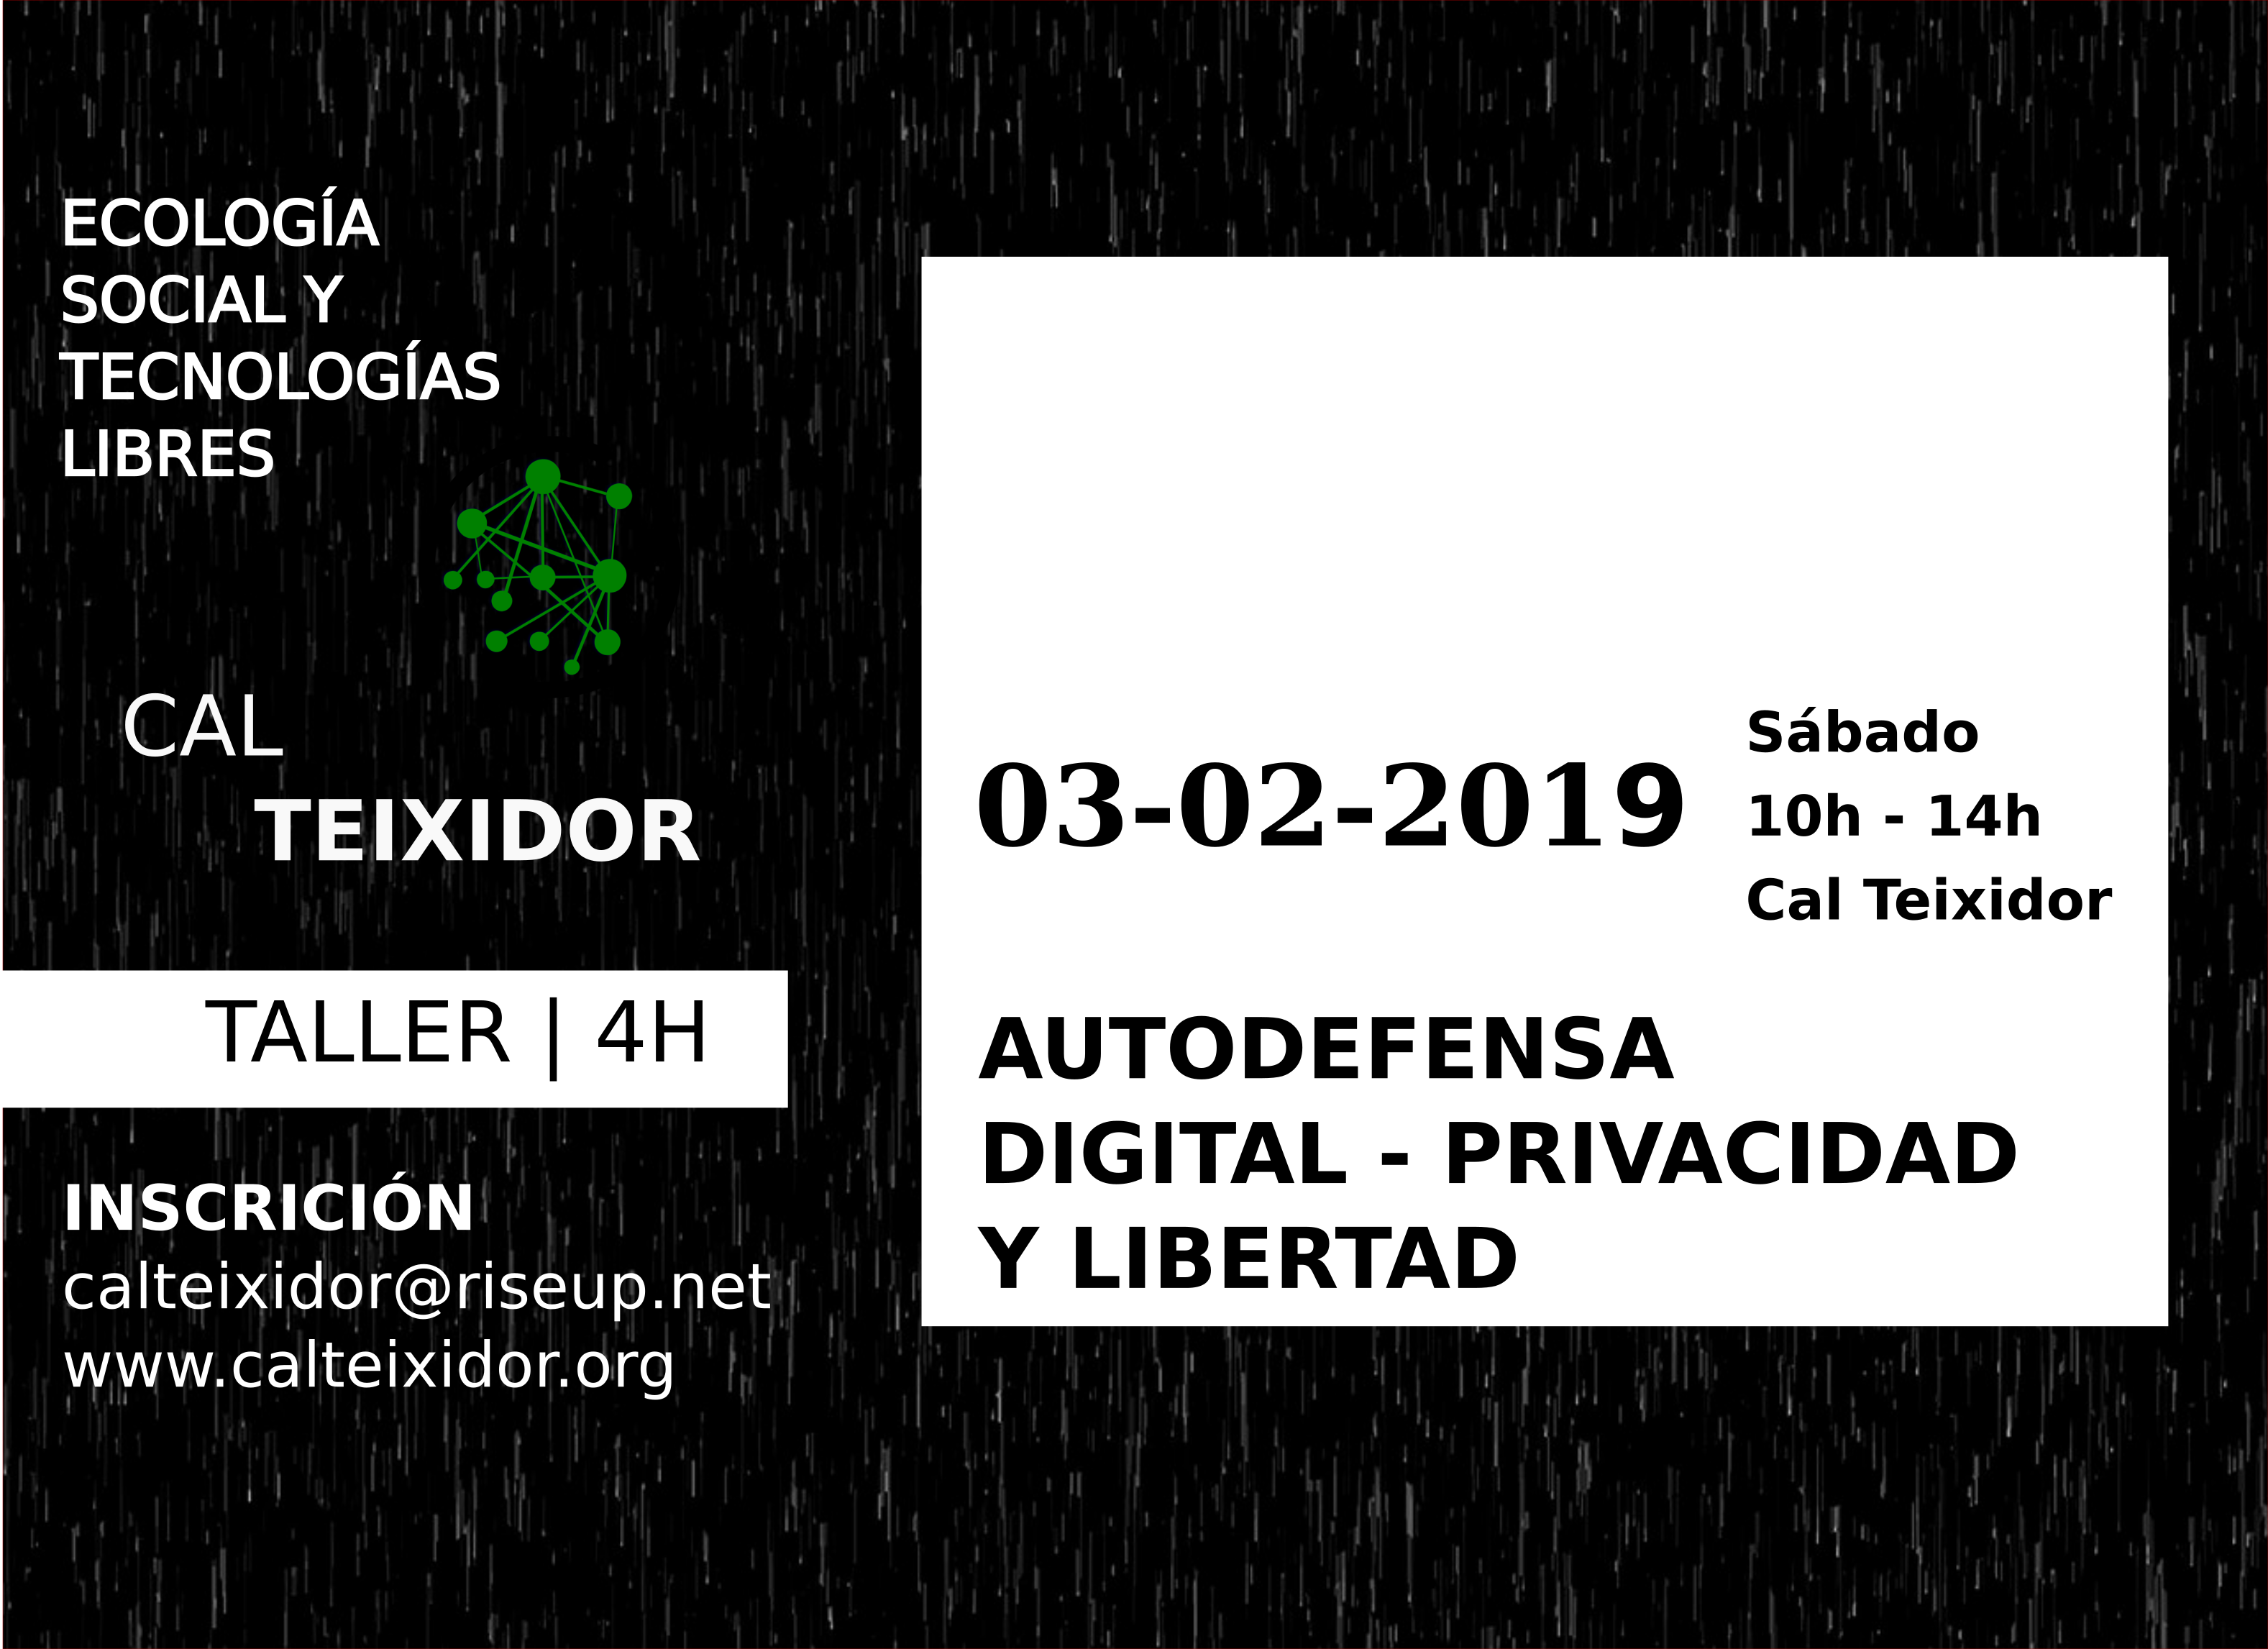 ECOLOGÍA
SOCIAL Y
TECNOLOGÍAS
LIBRES
CAL
TEIXIDOR
TALLER | 4H
INSCRICIÓN
calteixidor@riseup.net
www.calteixidor.org
03-02-2019
Sábado
10h - 14h
Cal Teixidor
AUTODEFENSA
DIGITAL - PRIVACIDAD
Y LIBERTAD